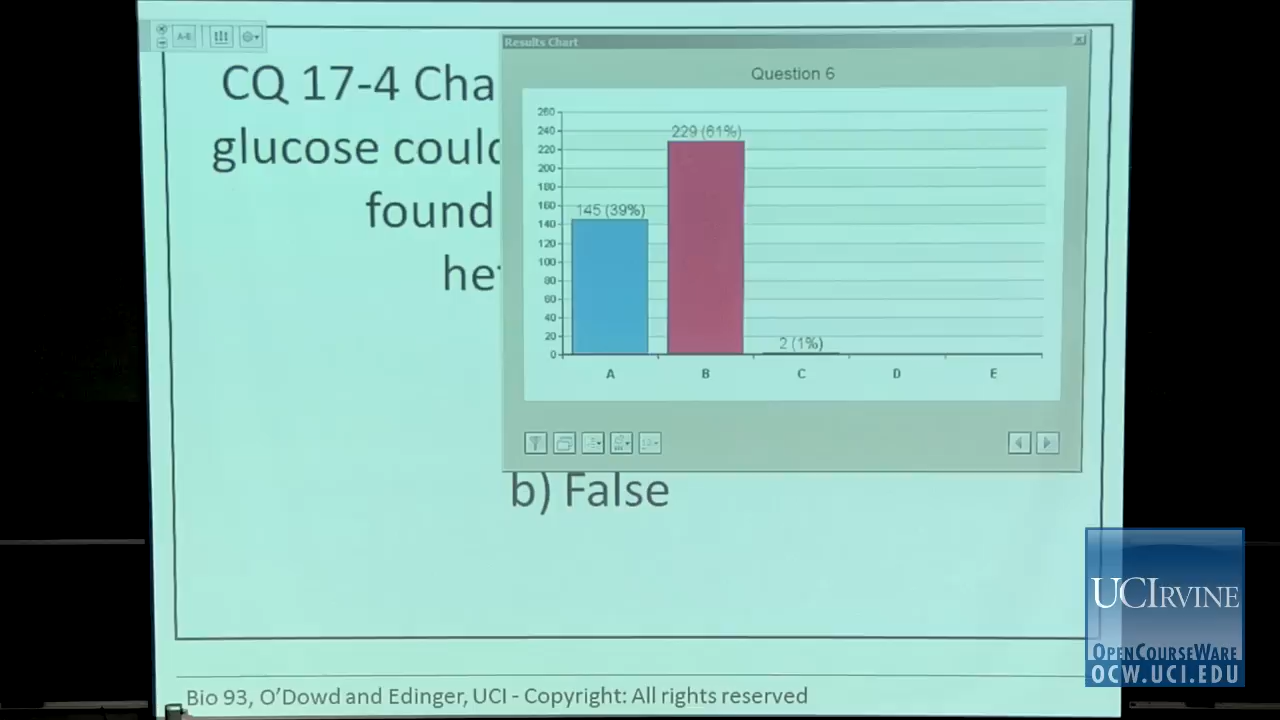 A-E
CQ 17-4 Cha
glucose could
found
het
b) False
Results Chart
Question 6
260
240
220
200
180
160
140
120
100
80
60
40
20
0
145 (39%)
229 (61%)
2 (1%)
A B C D E
Bio 93, O'Dowd and Edinger, UCI - Copyright: All rights reserved
UCIRVINE
OPENCOURSEWARE
OCW.UCI.EDU